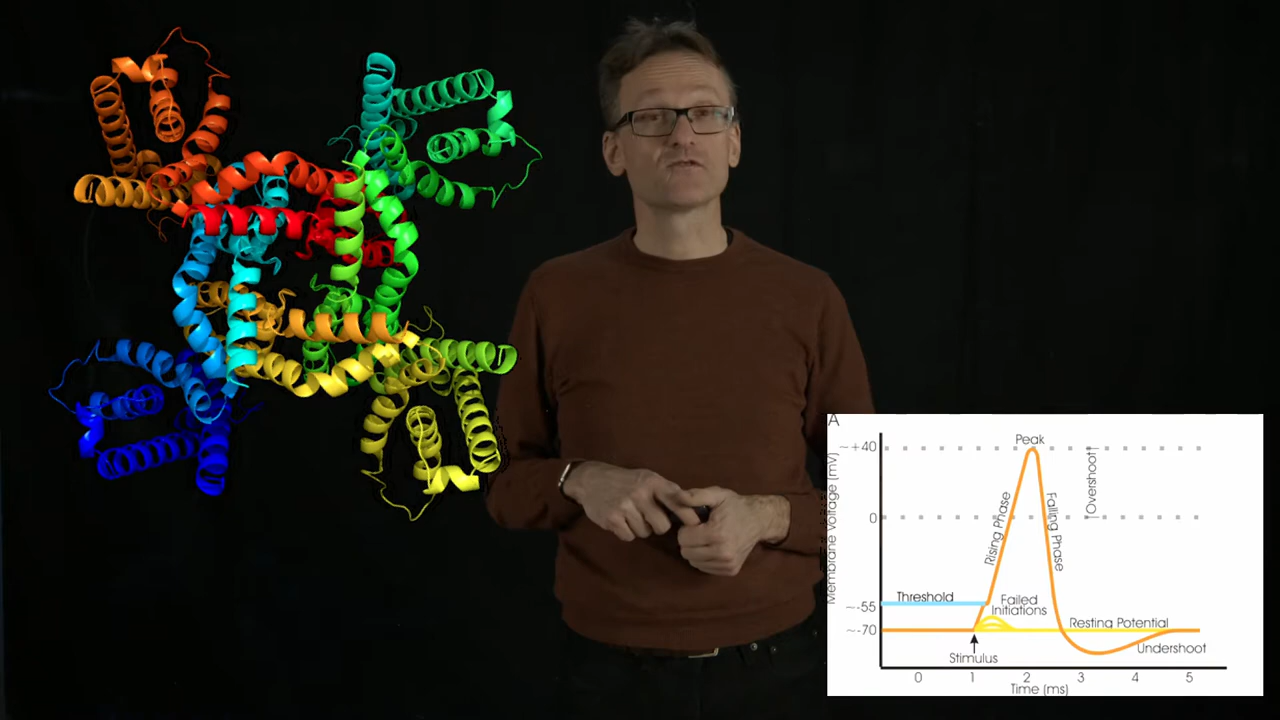 A
~+40
Peak
Overshoot
Membrane Voltage (mV)
0
Rising Phase
Falling Phase
Threshold
Failed
Initiations
~-55
~-70
Resting Potential
Undershoot
Stimulus
0 1 2 3 4 5
Time (ms)